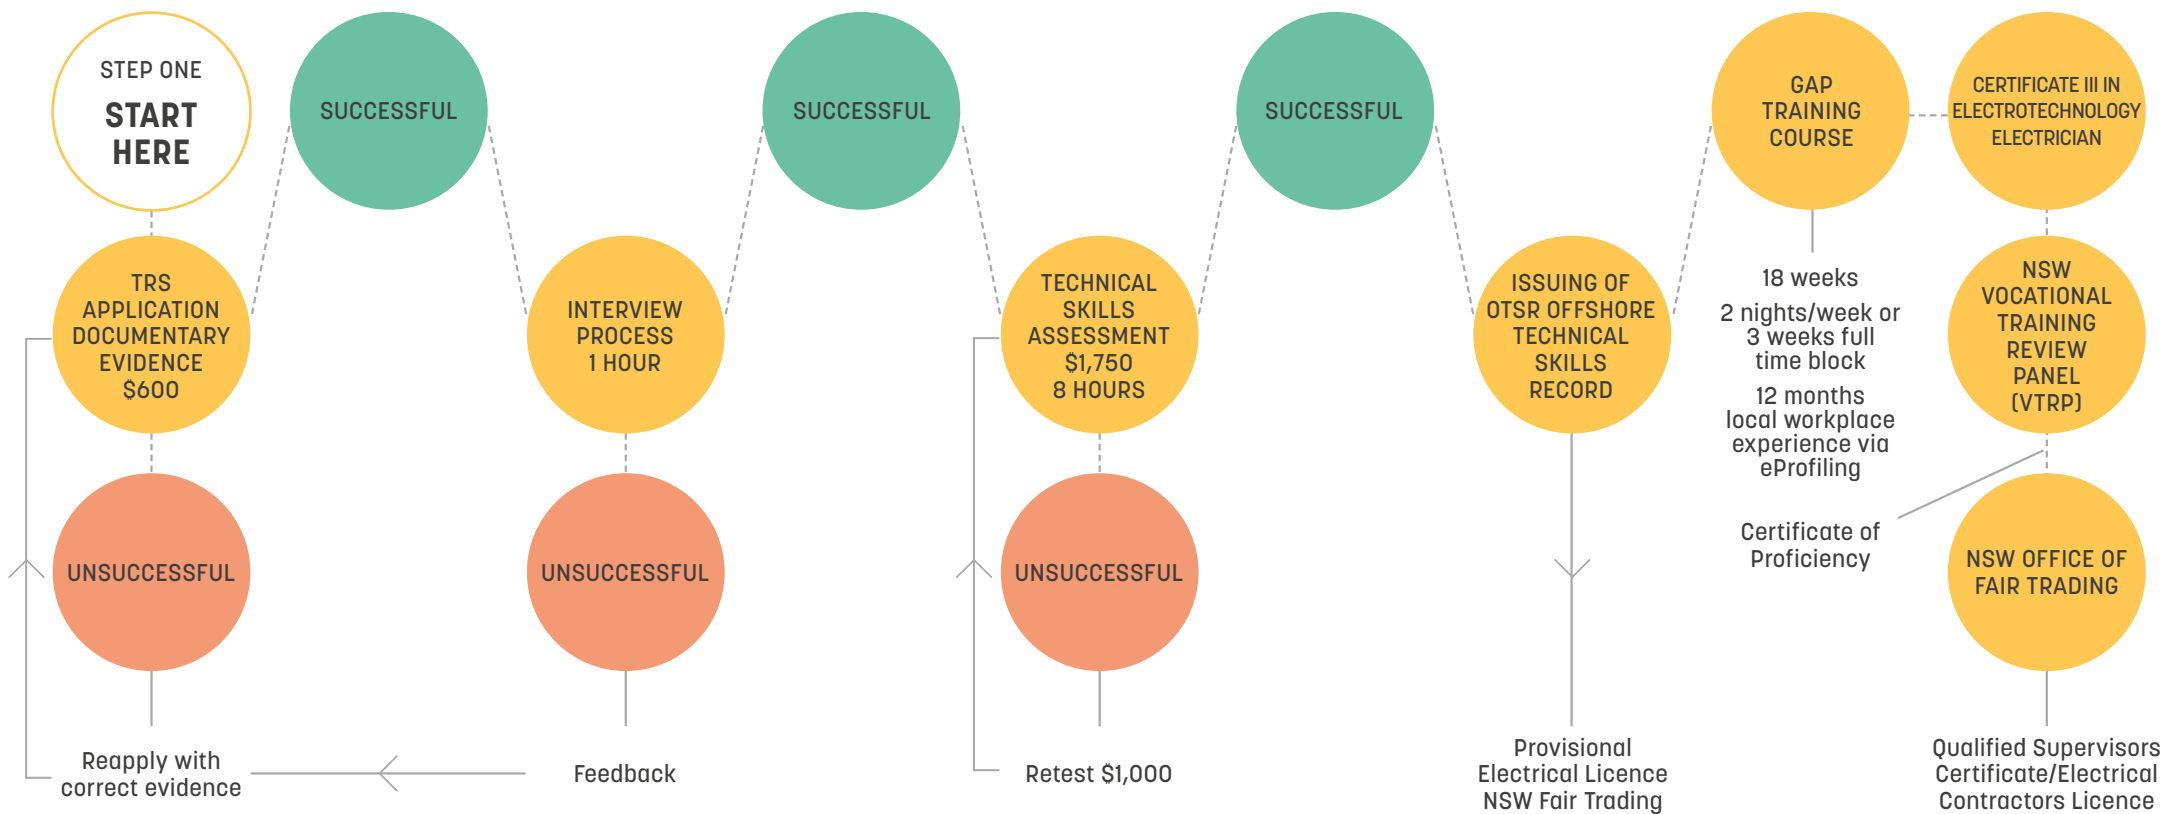 STEP ONE
START
HERE
SUCCESSFUL
SUCCESSFUL
SUCCESSFUL
GAP
TRAINING
COURSE
CERTIFICATE III IN
ELECTROTECHNOLOGY
ELECTRICIAN
TRS
APPLICATION
DOCUMENTARY
EVIDENCE
$600
INTERVIEW
PROCESS
1 HOUR
TECHNICAL
SKILLS
ASSESSMENT
$1,750
8 HOURS
ISSUING OF
OTSR OFFSHORE
TECHNICAL
SKILLS
RECORD
18 weeks
2 nights/week or
3 weeks full
time block
12 months
local workplace
experience via
eProfiling
NSW
VOCATIONAL
TRAINING
REVIEW
PANEL
(VTRP)
UNSUCCESSFUL
UNSUCCESSFUL
UNSUCCESSFUL
Certificate of
Proficiency
NSW OFFICE OF
FAIR TRADING
Reapply with
correct evidence
Feedback
Retest $1,000
Provisional
Electrical Licence
NSW Fair Trading
Qualified Supervisors
Certificate/Electrical
Contractors Licence